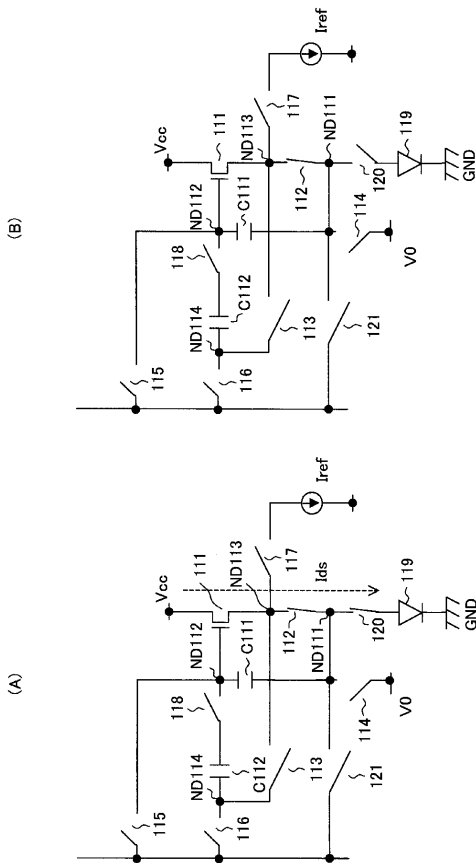 (A)
Vcc
111
ND112
115
118
C111
ND113
Iref
ND114
117
Ids
112
116
C112
ND111
113
120
119
121
114
V0
GND
(B)
Vcc
111
ND112
115
118
C111
ND113
Iref
ND114
117
C112
112
116
ND111
113
120
119
121
114
V0
GND